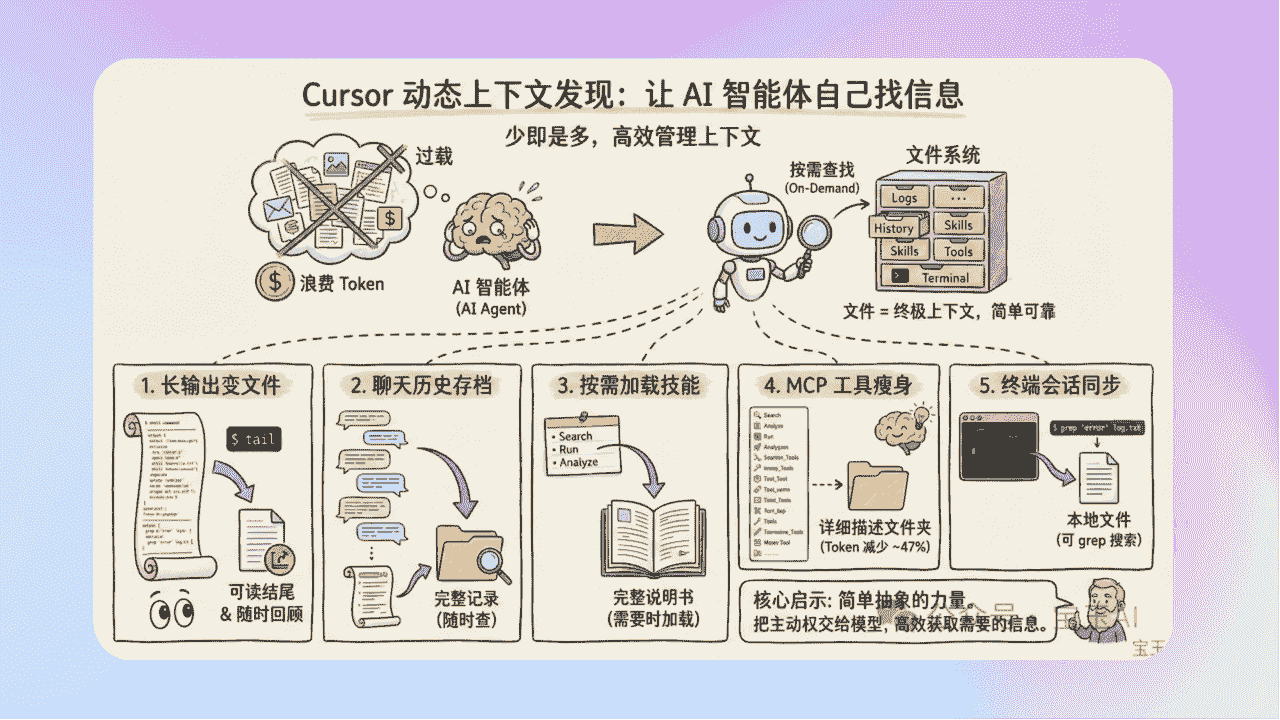 Cursor 动态上下文发现：让 AI 智能体自己找信息
少即是多，高效管理上下文
过载
$
$
浪费 Token
AI 智能体
(AI Agent)
按需查找
(On-Demand)
文件系统
Logs
...
History
Skills
Skills
Tools
Terminal
文件 = 终极上下文，简单可靠
1. 长输出变文件
$ tail
可读结尾
& 随时回顾
2. 聊天历史存档
完整记录
(随时查)
3. 按需加载技能
• Search
• Run
• Analyze
完整说明书
(需要时加载)
4. MCP 工具瘦身
Search
Analyze
Run
Tools
详细描述文件夹
(Token 减少 ~47%)
5. 终端会话同步
$ grep 'error' log.txt
本地文件
(可 grep 搜索)
核心启示: 简单抽象的力量。
把主动权交给模型, 高效获取需要的信息。